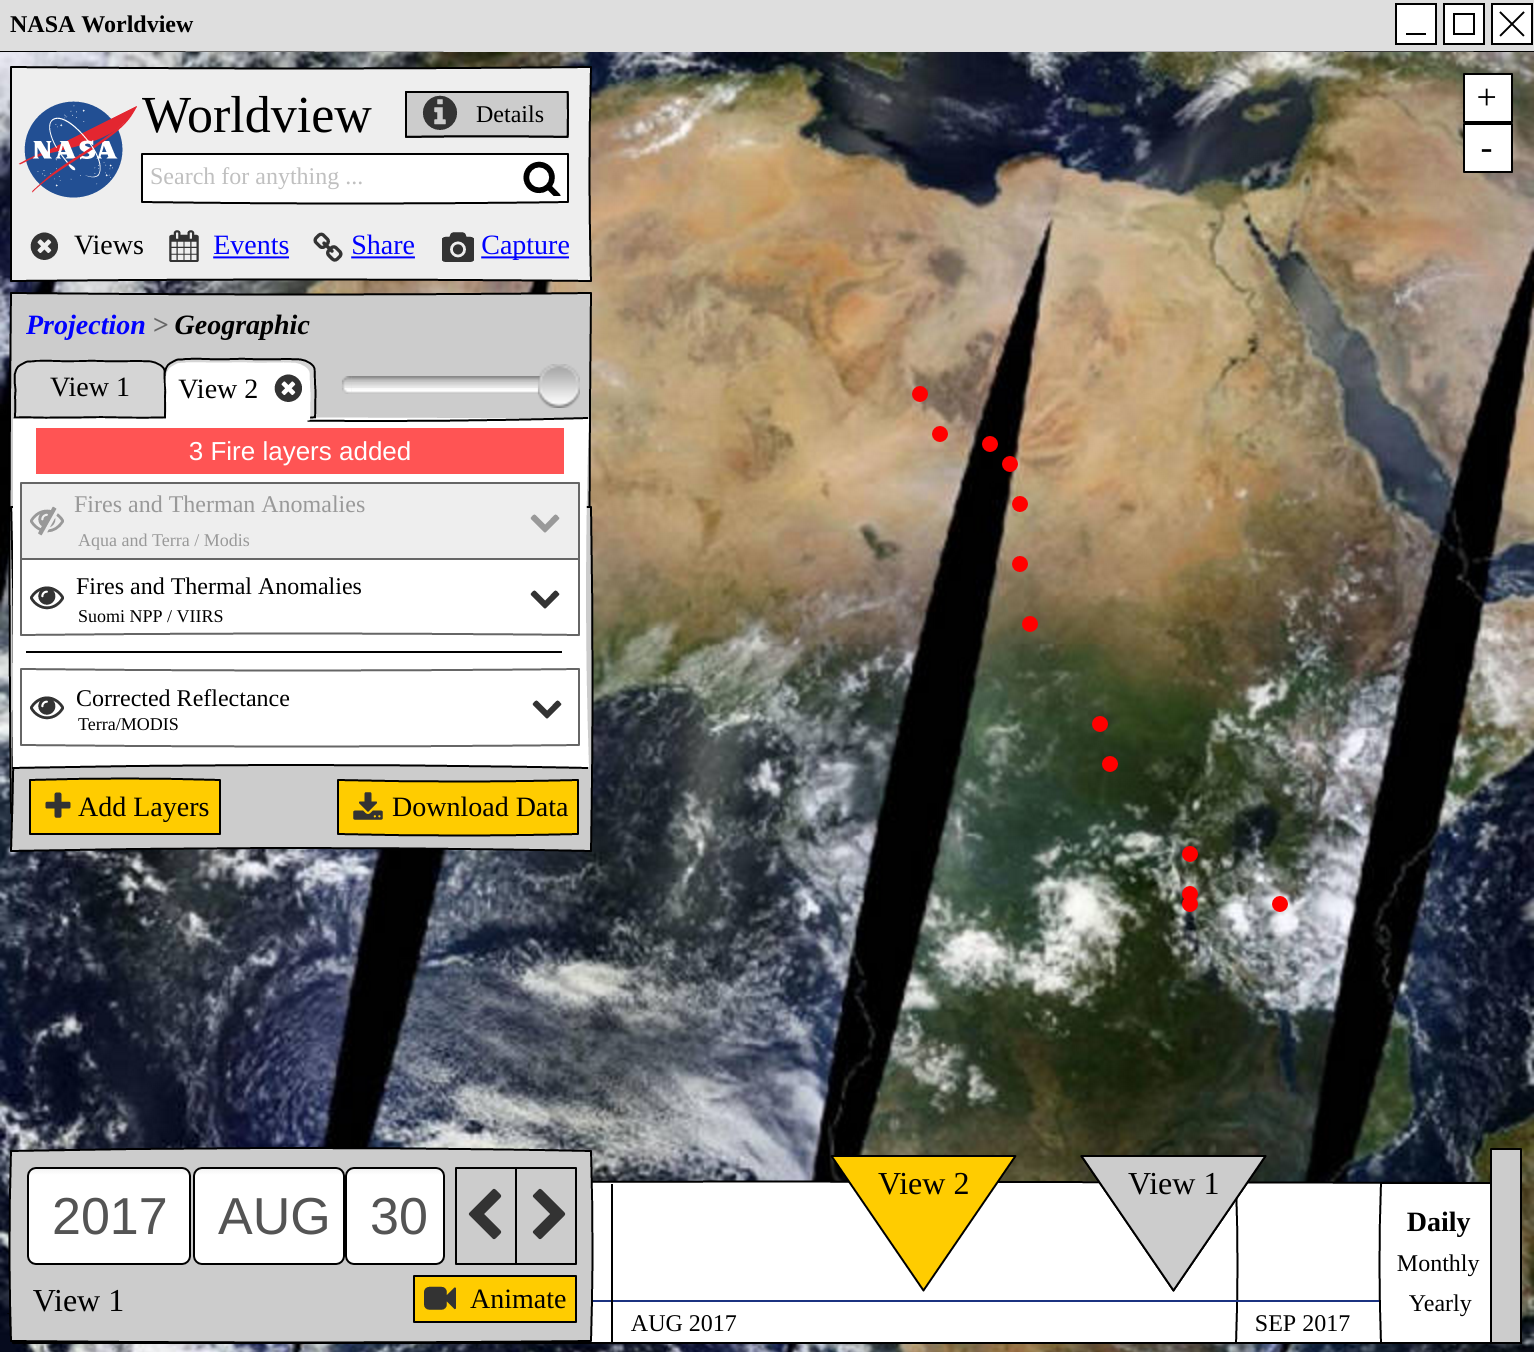 NASA Worldview
NASA
Worldview
Details
Search for anything ...
Views
Events
Share
Capture
Projection > Geographic
View 1
View 2
3 Fire layers added
Fires and Therman Anomalies
Aqua and Terra / Modis
Fires and Thermal Anomalies
Suomi NPP / VIIRS
Corrected Reflectance
Terra/MODIS
Add Layers
Download Data
+
-
2017
AUG
30
View 1
Animate
View 2
View 1
AUG 2017
SEP 2017
Daily
Monthly
Yearly